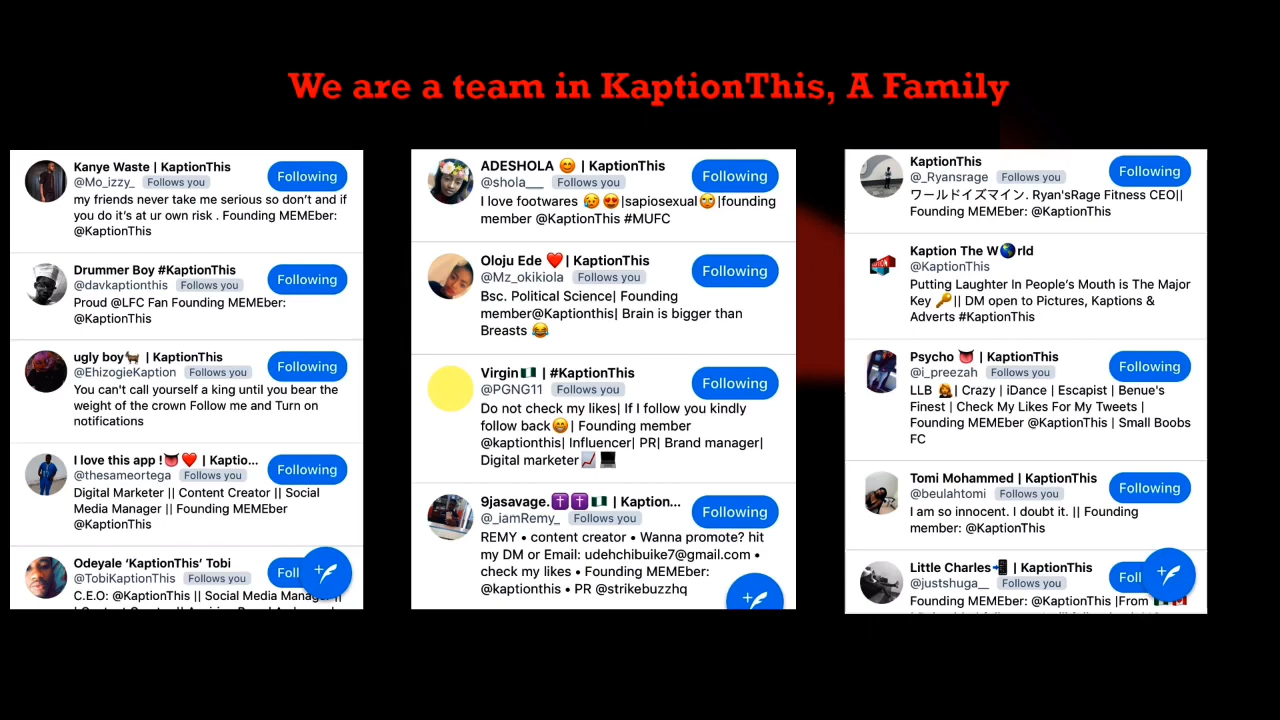 We are a team in KaptionThis, A Family
Kanye Waste | KaptionThis
@Mo_izzy_ Follows you
Following
my friends never take me serious so don’t and if
you do it’s at ur own risk . Founding MEMEber:
@KaptionThis
Drummer Boy #KaptionThis
@davkaptionthis Follows you
Following
Proud @LFC Fan Founding MEMEber:
@KaptionThis
ugly boy🐈‍⬛ | KaptionThis
@EhizogieKaption Follows you
Following
You can't call yourself a king until you bear the
weight of the crown Follow me and Turn on
notifications
I love this app !👅❤️ | Kaptio...
@thesameortega Follows you
Following
Digital Marketer || Content Creator || Social
Media Manager || Founding MEMEber
@KaptionThis
Odeyale ‘KaptionThis’ Tobi
@TobiKaptionThis Follows you
Foll
C.E.O: @KaptionThis || Social Media Manager ||
ADESHOLA 😊 | KaptionThis
@shola___ Follows you
Following
I love footwares 😥😍|sapiosexual🙄|founding
member @KaptionThis #MUFC
Oloju Ede ❤️| KaptionThis
@Mz_okikiola Follows you
Following
Bsc. Political Science| Founding
member@Kaptionthis| Brain is bigger than
Breasts 😂
Virgin🇳🇬 | #KaptionThis
@PGNG11 Follows you
Following
Do not check my likes| If I follow you kindly
follow back😁| Founding member
@kaptionthis| Influencer| PR| Brand manager|
Digital marketer📈 💻
9jasavage.✝️✝️🇳🇬 | Kaption...
@_iamRemy_ Follows you
Following
REMY • content creator • Wanna promote? hit
my DM or Email: udehchibuike7@gmail.com •
check my likes • Founding MEMEber:
@kaptionthis • PR @strikebuzzhq
KaptionThis
@_Ryansrage Follows you
Following
ワールドイズマイン. Ryan'sRage Fitness CEO||
Founding MEMEber: @KaptionThis
Kaption The W🌎rld
@KaptionThis
Putting Laughter In People’s Mouth is The Major
Key 🔑|| DM open to Pictures, Kaptions &
Adverts #KaptionThis
Psycho 👅 | KaptionThis
@i_preezah Follows you
Following
LLB 👩‍🎓| Crazy | iDance | Escapist | Benue's
Finest | Check My Likes For My Tweets |
Founding MEMEber @KaptionThis | Small Boobs
FC
Tomi Mohammed | KaptionThis
@beulahtomi Follows you
Following
I am so innocent. I doubt it. || Founding
member: @KaptionThis
Little Charles📲 | KaptionThis
@justshuga__ Follows you
Foll
Founding MEMEber: @KaptionThis |From 🇳🇬 🇨🇦